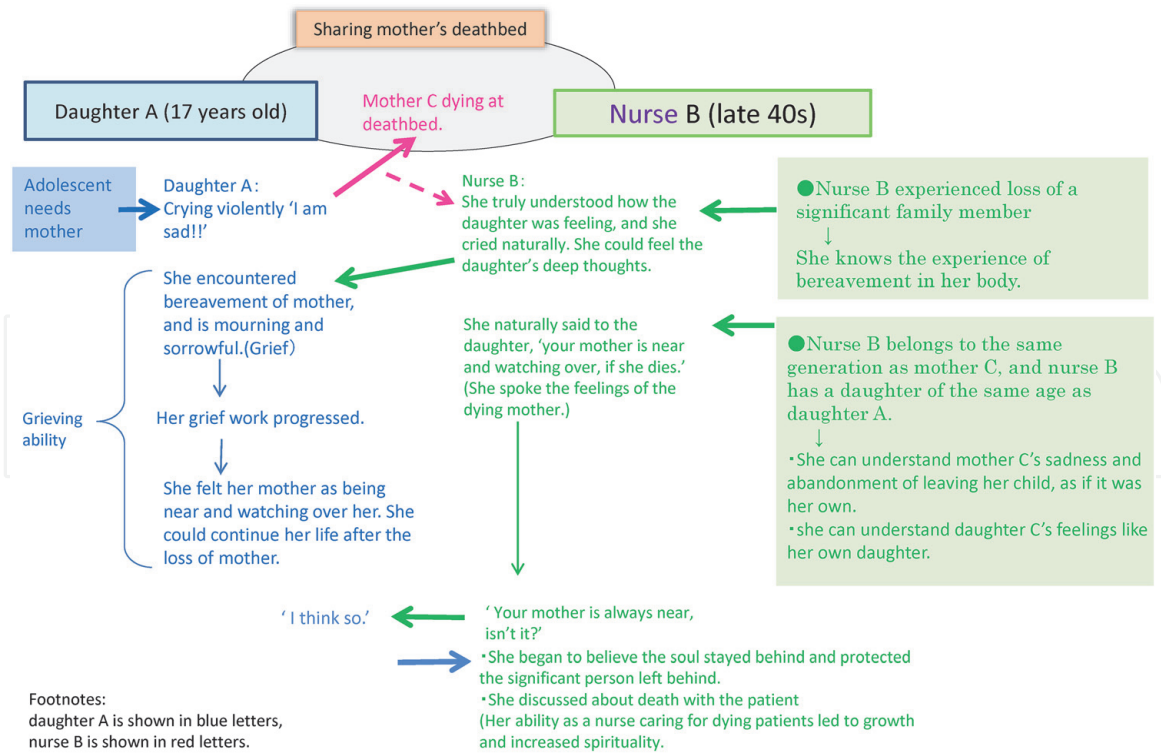 Sharing mother's deathbed
Daughter A (17 years old)
Mother C dying at
deathbed.
Nurse B (late 40s)
Adolescent
needs
mother
Daughter A:
Crying violently 'I am
sad!!'
Nurse B:
She truly understood how the
daughter was feeling, and she
cried naturally. She could feel the
daughter's deep thoughts.
●Nurse B experienced loss of a
significant family member
↓
She knows the experience of
bereavement in her body.
She encountered
bereavement of mother,
and is mourning and
sorrowful.(Grief)
She naturally said to the
daughter, 'your mother is near
and watching over, if she dies.'
(She spoke the feelings of the
dying mother.)
●Nurse B belongs to the same
generation as mother C, and nurse B
has a daughter of the same age as
daughter A.
↓
・She can understand mother C's sadness and
abandonment of leaving her child, as if it was
her own.
・she can understand daughter C's feelings like
her own daughter.
Grieving
ability
Her grief work progressed.
She felt her mother as being
near and watching over her. She
could continue her life after the
loss of mother.
' I think so.'
' Your mother is always near,
isn't it?'
・She began to believe the soul stayed behind and protected
the significant person left behind.
・She discussed about death with the patient
(Her ability as a nurse caring for dying patients led to growth
and increased spirituality.
Footnotes:
daughter A is shown in blue letters,
nurse B is shown in red letters.